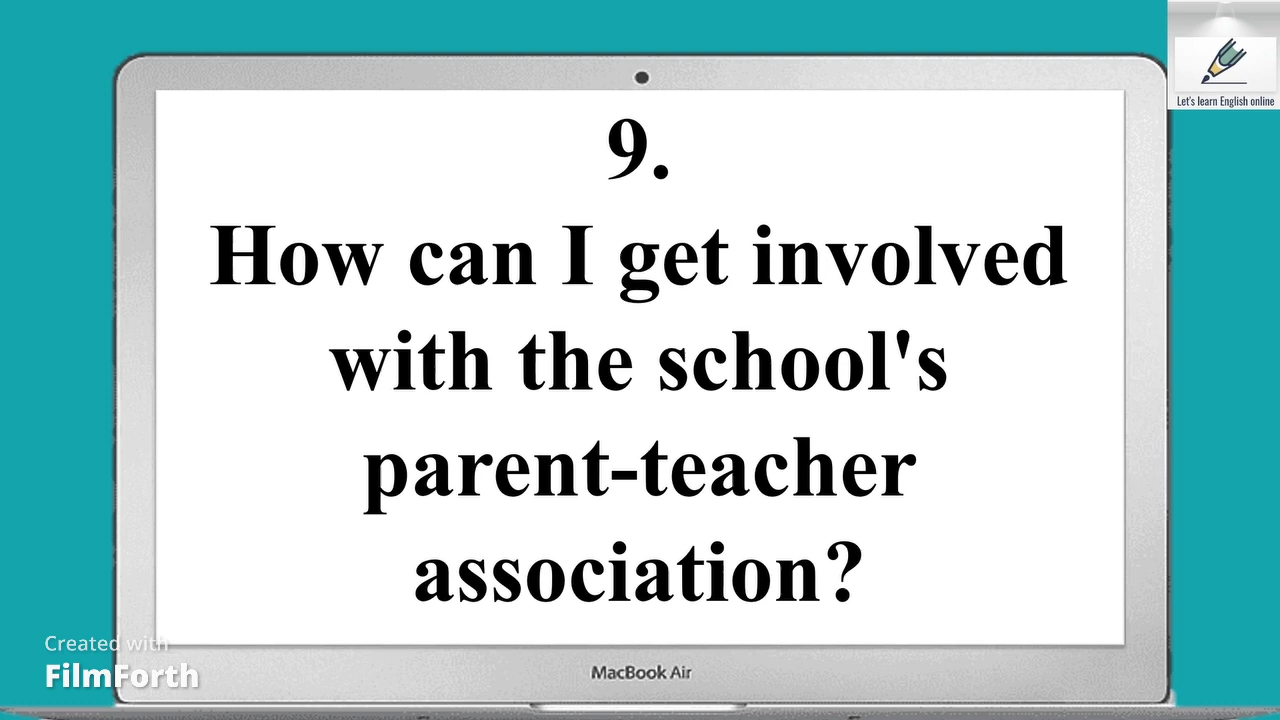 Let's learn English online
9.
How can I get involved
with the school's
parent-teacher
association?
Created with
FilmForth
MacBook Air